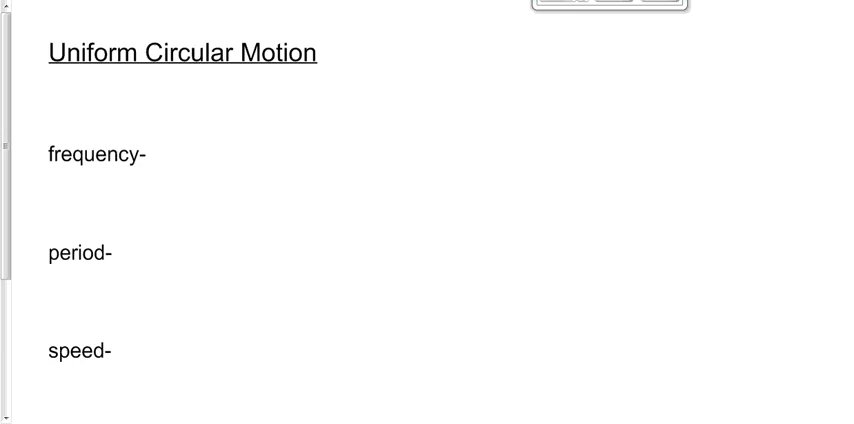 Uniform Circular Motion
frequency-
period-
speed-